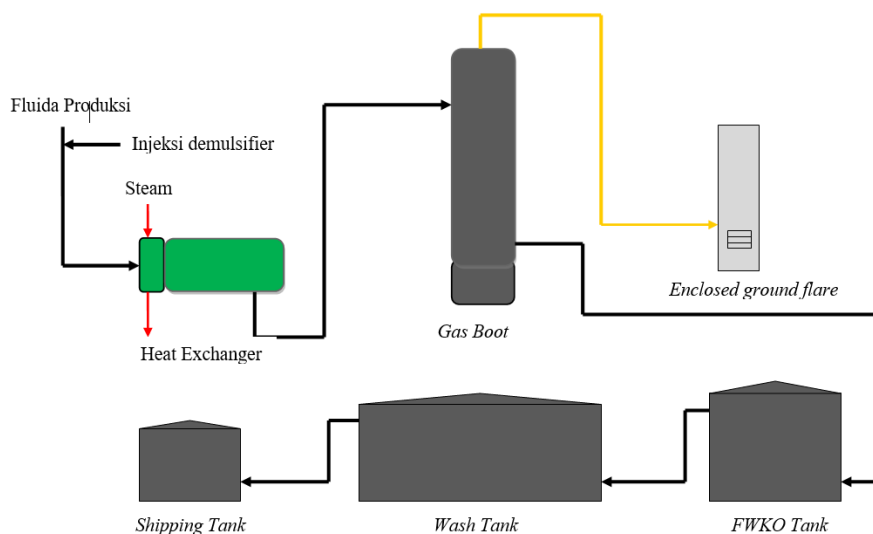 Fluida Produksi
Injeksi demulsifier
Steam
Heat Exchanger
Gas Boot
Enclosed ground flare
Shipping Tank
Wash Tank
FWKO Tank